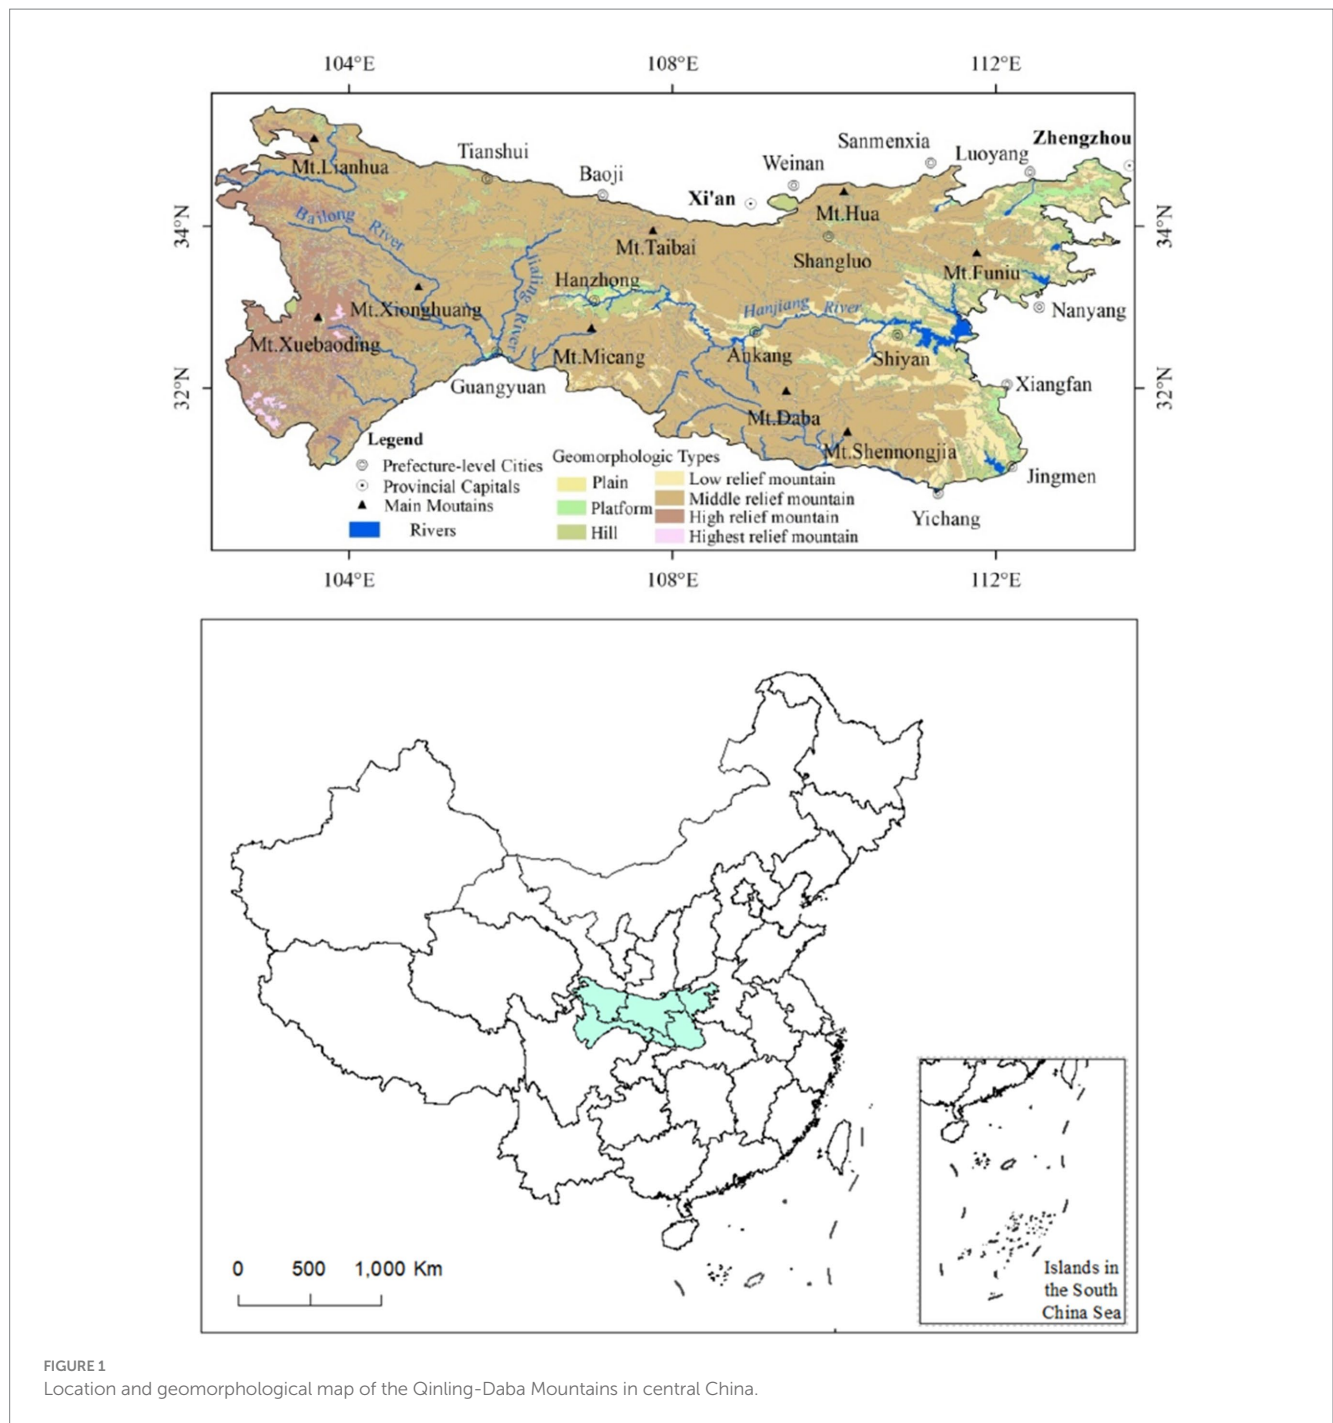 104°E 108°E 112°E
Zhengzhou
Sanmenxia
Luoyang
Tianshui
Weinan
Mt.Lianhua
Baoji
Xi'an
Mt.Hua
34°N
34°N
Bailong River
Mt.Taibai
Shangluo
Mt.Funiu
Jialing River
Hanzhong
Mt.Xionghuang
Hanjiang River
Nanyang
Mt.Xuebaoding
Mt.Micang
Ankang
Shiyan
Guangyuan
Xiangfan
32°N
32°N
Mt.Daba
Mt.Shennongjia
Jingmen
Yichang
Legend
Prefecture-level Cities
Provincial Capitals
Main Moutains
Rivers
Geomorphologic Types
Plain
Platform
Hill
Low relief mountain
Middle relief mountain
High relief mountain
Highest relief mountain
104°E 108°E 112°E
0 500 1,000 Km
Islands in
the South
China Sea
FIGURE 1
Location and geomorphological map of the Qinling-Daba Mountains in central China.